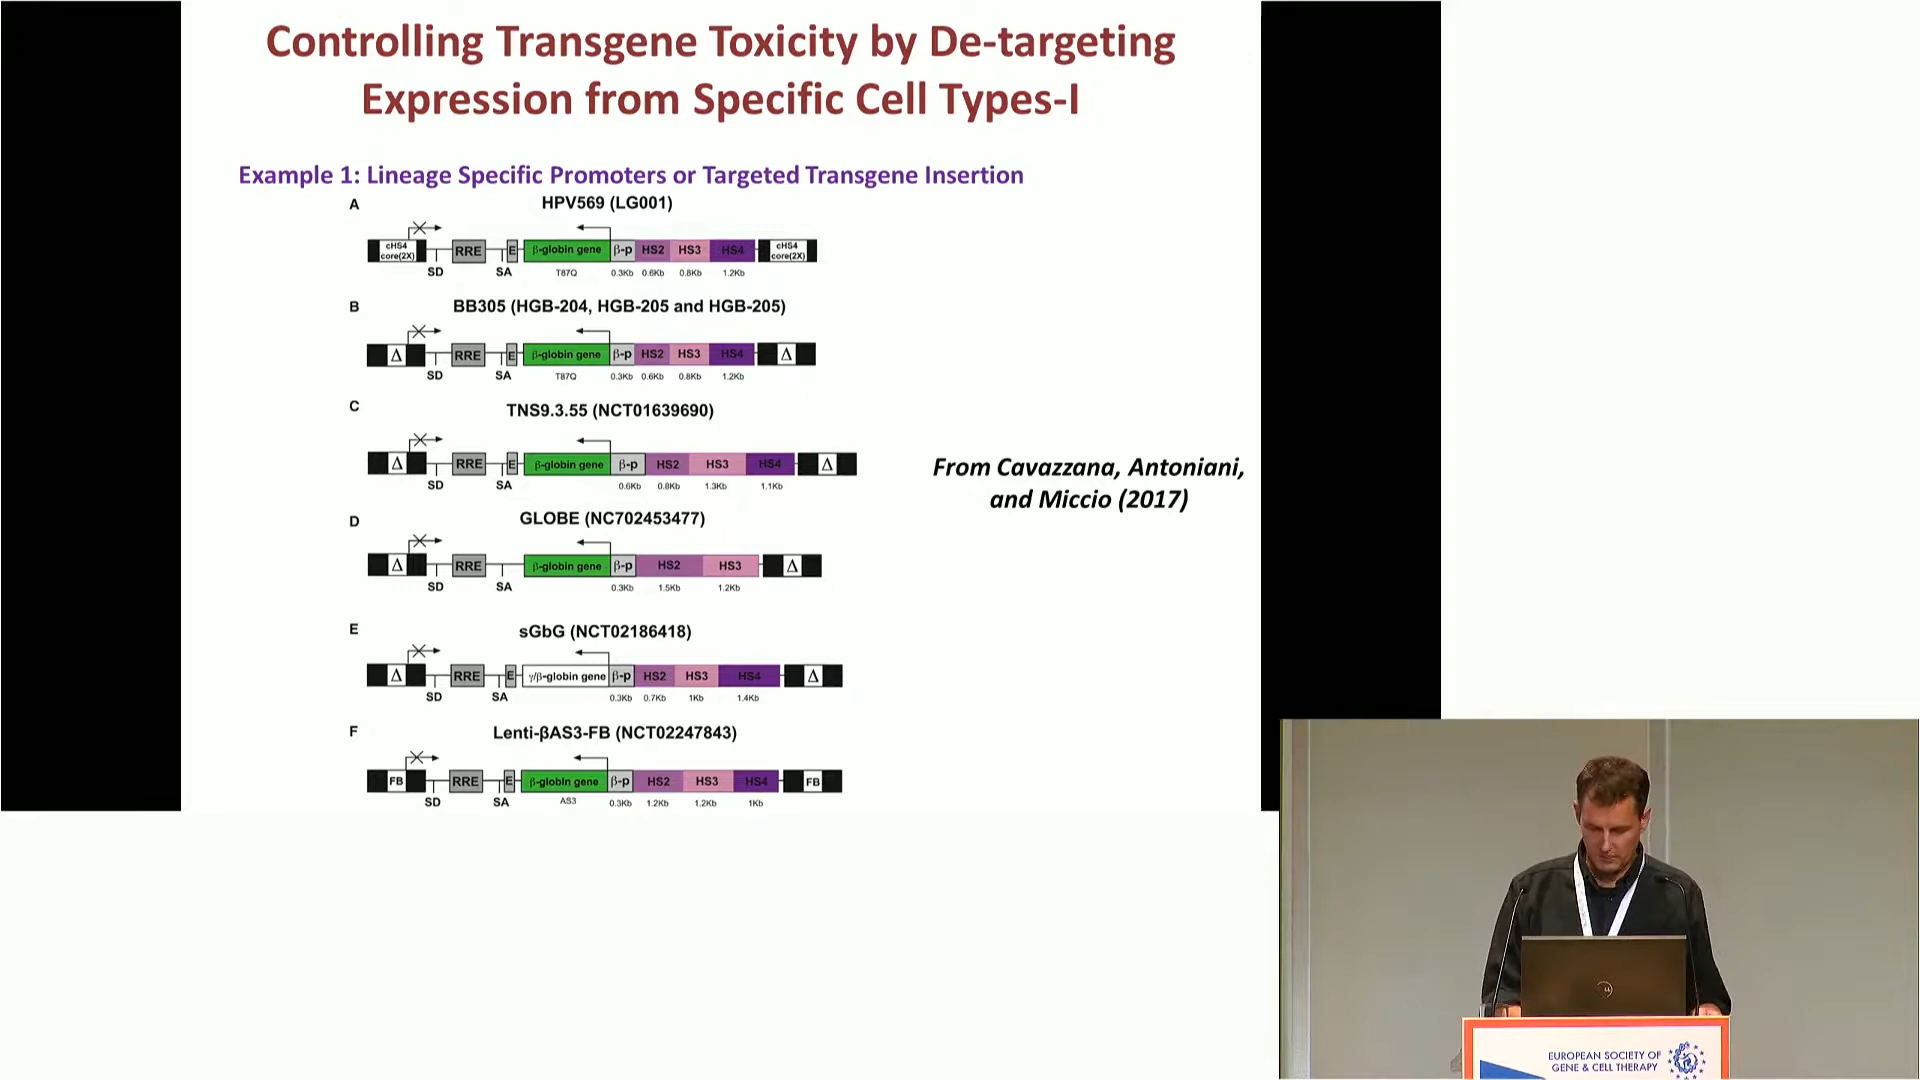 Controlling Transgene Toxicity by De-targeting
Expression from Specific Cell Types-I
Example 1: Lineage Specific Promoters or Targeted Transgene Insertion
A
HPV569 (LG001)
cHS4
core(2X)
RRE
E
β-globin gene
β-p
HS2
HS3
HS4
cHS4
core(2X)
SD
SA
T87Q
0.3Kb
0.6Kb
0.8Kb
1.2Kb
B
BB305 (HGB-204, HGB-205 and HGB-205)
Δ
RRE
E
β-globin gene
β-p
HS2
HS3
HS4
Δ
SD
SA
T87Q
0.3Kb
0.6Kb
0.8Kb
1.2Kb
C
TNS9.3.55 (NCT01639690)
Δ
RRE
E
β-globin gene
β-p
HS2
HS3
HS4
Δ
SD
SA
0.6Kb
0.8Kb
1.3Kb
1.1Kb
From Cavazzana, Antoniani,
and Miccio (2017)
D
GLOBE (NC702453477)
Δ
RRE
β-globin gene
β-p
HS2
HS3
Δ
SD
SA
0.3Kb
1.5Kb
1.2Kb
E
sGbG (NCT02186418)
Δ
RRE
E
γ/β-globin gene
β-p
HS2
HS3
HS4
Δ
SD
SA
0.3Kb
0.7Kb
1Kb
1.4Kb
F
Lenti-βAS3-FB (NCT02247843)
FB
RRE
E
β-globin gene
β-p
HS2
HS3
HS4
FB
SD
SA
AS3
0.3Kb
1.2Kb
1.2Kb
1Kb
EUROPEAN SOCIETY OF
GENE & CELL THERAPY